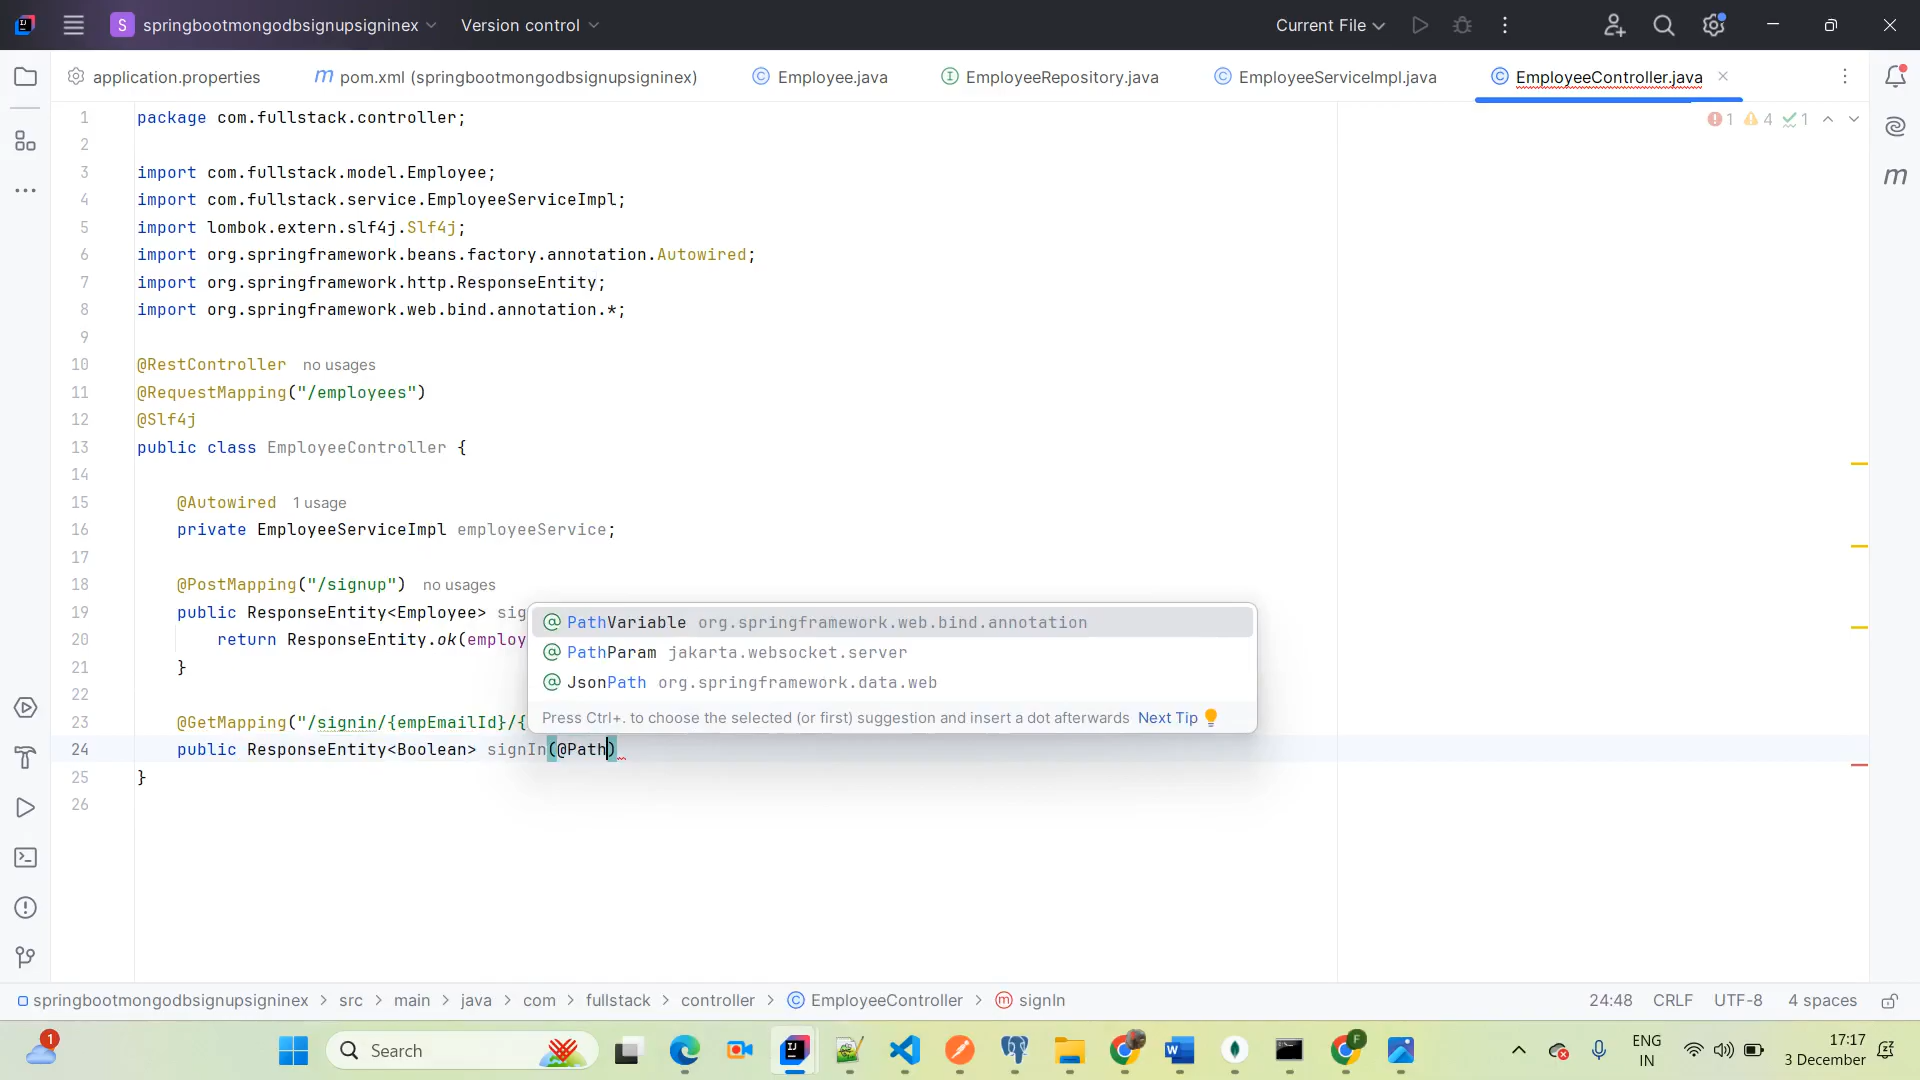 S springbootmongodbsignupsigninex Version control Current File
application.properties m pom.xml (springbootmongodbsignupsigninex) C Employee.java I EmployeeRepository.java C EmployeeServiceImpl.java C EmployeeController.java
1 package com.fullstack.controller; 1 4 1
2
3 import com.fullstack.model.Employee;
4 import com.fullstack.service.EmployeeServiceImpl;
5 import lombok.extern.slf4j.Slf4j;
6 import org.springframework.beans.factory.annotation.Autowired;
7 import org.springframework.http.ResponseEntity;
8 import org.springframework.web.bind.annotation.*;
9
10 @RestController no usages
11 @RequestMapping("/employees")
12 @Slf4j
13 public class EmployeeController {
14
15 @Autowired 1 usage
16 private EmployeeServiceImpl employeeService;
17
18 @PostMapping("/signup") no usages
19 public ResponseEntity<Employee> sig
20 return ResponseEntity.ok(employ
21 }
22
23 @GetMapping("/signin/{empEmailId}/{
24 public ResponseEntity<Boolean> signIn(@Path)
25 }
26
@ PathVariable org.springframework.web.bind.annotation
@ PathParam jakarta.websocket.server
@ JsonPath org.springframework.data.web
Press Ctrl+. to choose the selected (or first) suggestion and insert a dot afterwards Next Tip
springbootmongodbsignupsigninex > src > main > java > com > fullstack > controller > C EmployeeController > m signIn 24:48 CRLF UTF-8 4 spaces
1 Search ENG IN 17:17
3 December